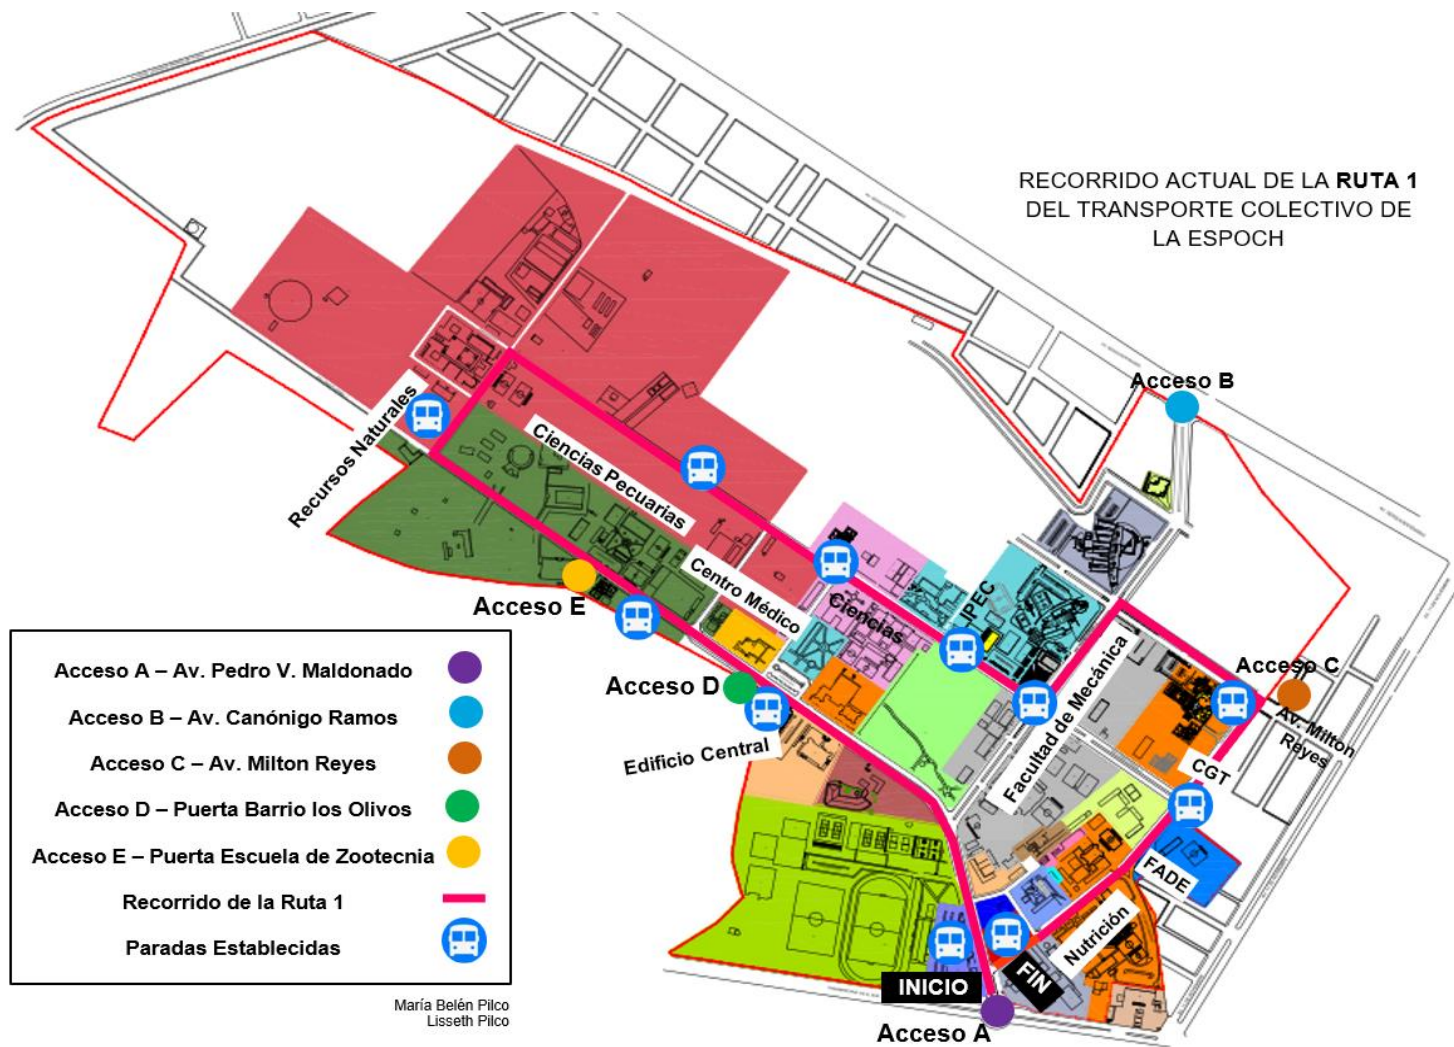 RECORRIDO ACTUAL DE LA RUTA 1
DEL TRANSPORTE COLECTIVO DE
LA ESPOCH
Acceso B
Recursos Naturales
Ciencias Pecuarias
Centro Médico
Ciencias
IPEC
Acceso E
Acceso D
Edificio Central
Facultad de Mecánica
Acceso C
Av. Milton
Reyes
CGT
FADE
Nutrición
FIN
INICIO
Acceso A
Acceso A – Av. Pedro V. Maldonado
Acceso B – Av. Canónigo Ramos
Acceso C – Av. Milton Reyes
Acceso D – Puerta Barrio los Olivos
Acceso E – Puerta Escuela de Zootecnia
Recorrido de la Ruta 1
Paradas Establecidas
María Belén Pilco
Lisseth Pilco